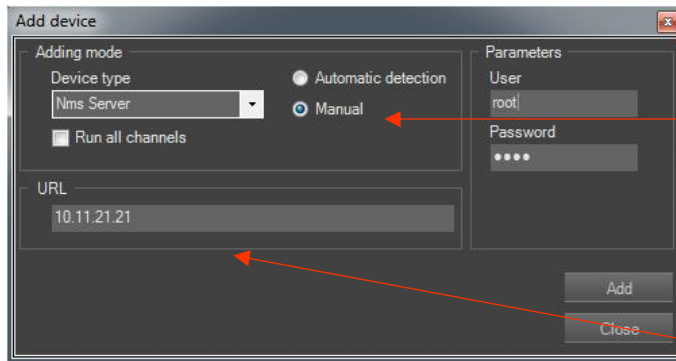 Add device
Adding mode
Device type
Nms Server
Run all channels
Automatic detection
Manual
Parameters
User
root
Password
••••
URL
10.11.21.21
Add
Close